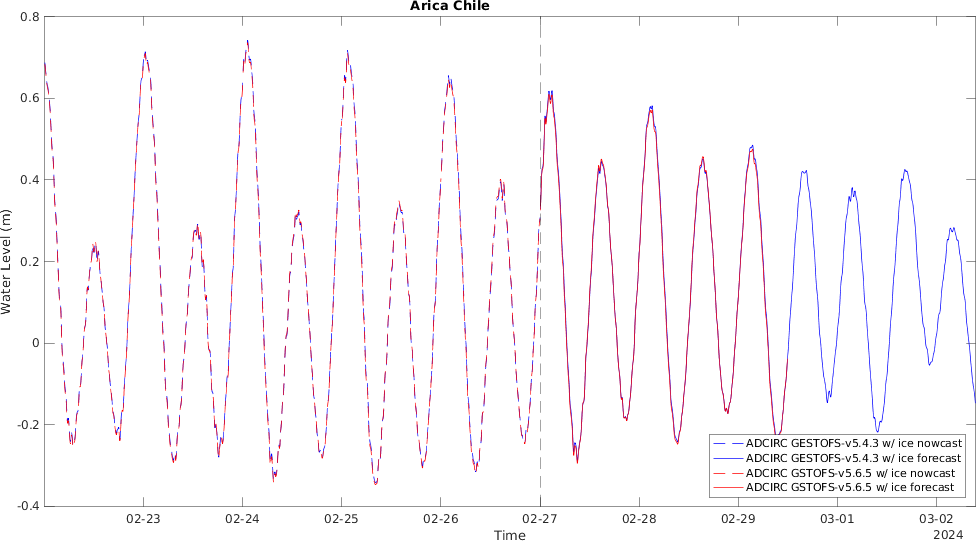 Arica Chile
0.8
0.6
0.4
0.2
0
-0.2
-0.4
Water Level (m)
02-23 02-24 02-25 02-26 02-27 02-28 02-29 03-01 03-02
Time
2024
ADCIRC GESTOFS-v5.4.3 w/ ice nowcast
ADCIRC GESTOFS-v5.4.3 w/ ice forecast
ADCIRC GSTOFS-v5.6.5 w/ ice nowcast
ADCIRC GSTOFS-v5.6.5 w/ ice forecast